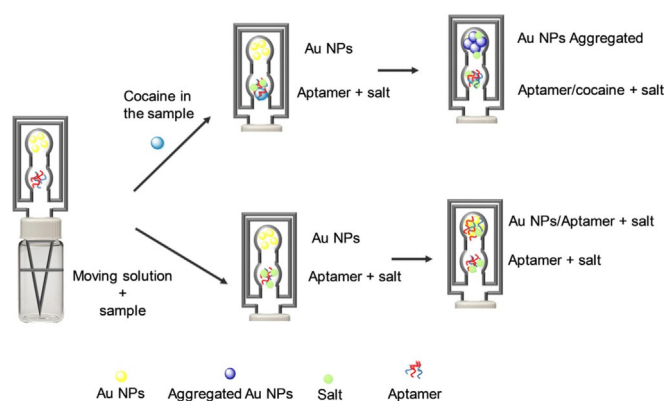 Au NPs
Aptamer + salt
Au NPs Aggregated
Aptamer/cocaine + salt
Cocaine in
the sample
Moving solution
+
sample
Au NPs
Aptamer + salt
Au NPs/Aptamer + salt
Aptamer + salt
Au NPs
Aggregated Au NPs
Salt
Aptamer